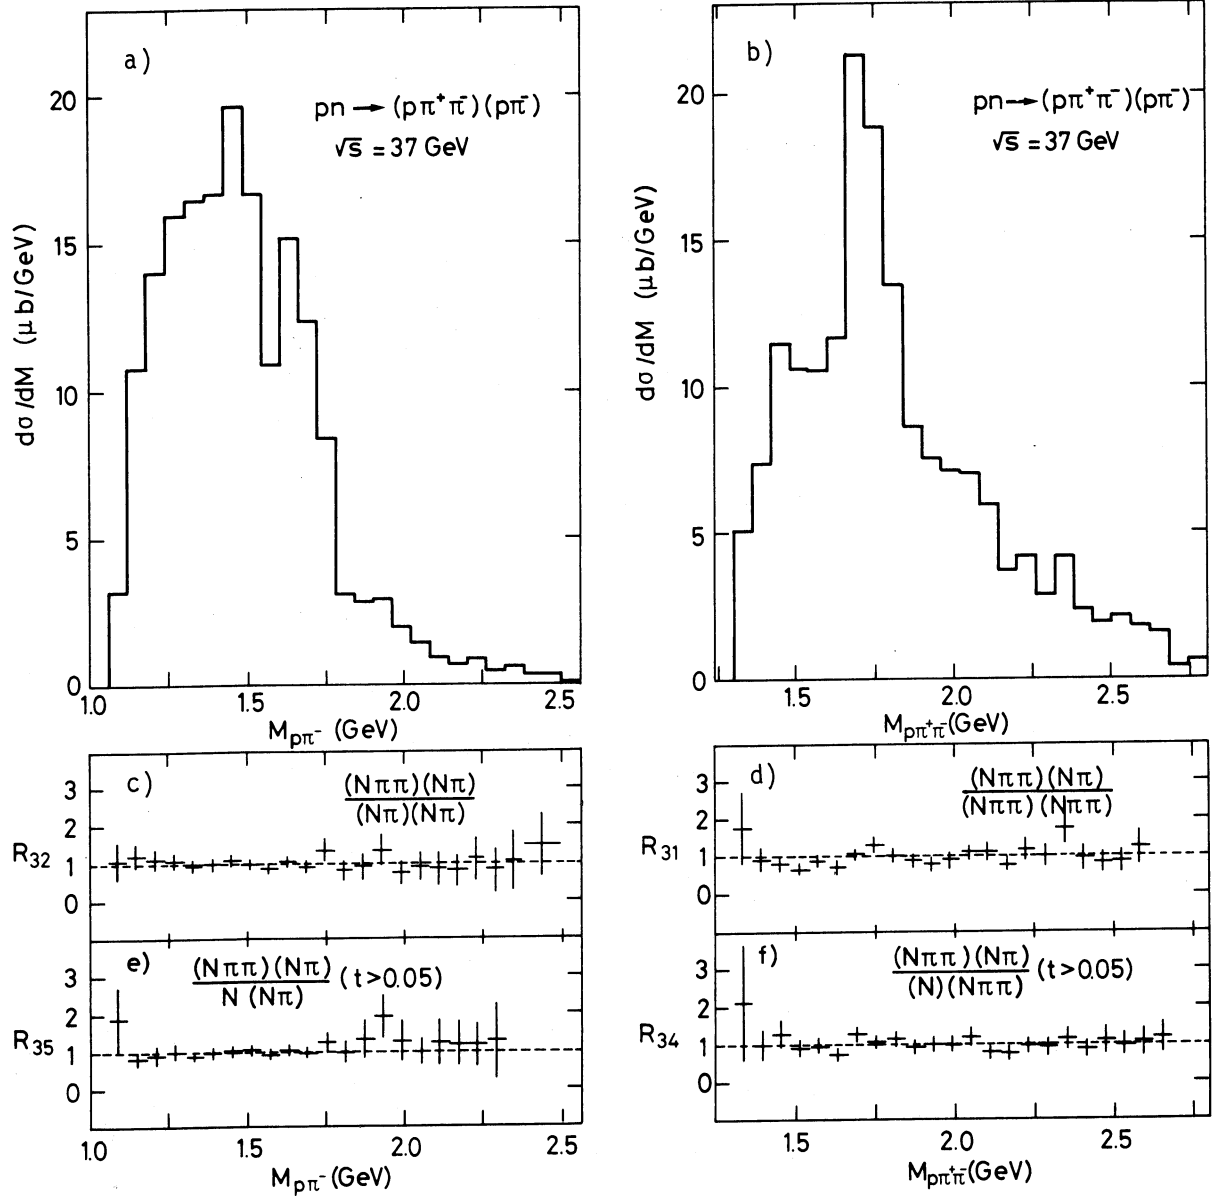 a)
pn → (pπ⁺π⁻)(pπ⁻)
√s = 37 GeV
dσ/dM (μb/GeV)
20
15
10
5
0
1.0 1.5 2.0 2.5
M pπ⁻ (GeV)
b)
pn → (pπ⁺π⁻)(pπ⁻)
√s = 37 GeV
dσ/dM (μb/GeV)
20
15
10
5
0
1.5 2.0 2.5
M pπ⁺π⁻ (GeV)
c)
(Nππ)(Nπ)
(Nπ)(Nπ)
R32
3
2
1
0
d)
(Nππ)(Nπ)
(Nππ)(Nππ)
R31
3
2
1
0
e)
(Nππ)(Nπ) (t>0.05)
N (Nπ)
R35
3
2
1
0
1.0 1.5 2.0 2.5
M pπ⁻ (GeV)
f)
(Nππ)(Nπ) (t>0.05)
(N)(Nππ)
R34
3
2
1
0
1.5 2.0 2.5
M pπ⁺π⁻ (GeV)